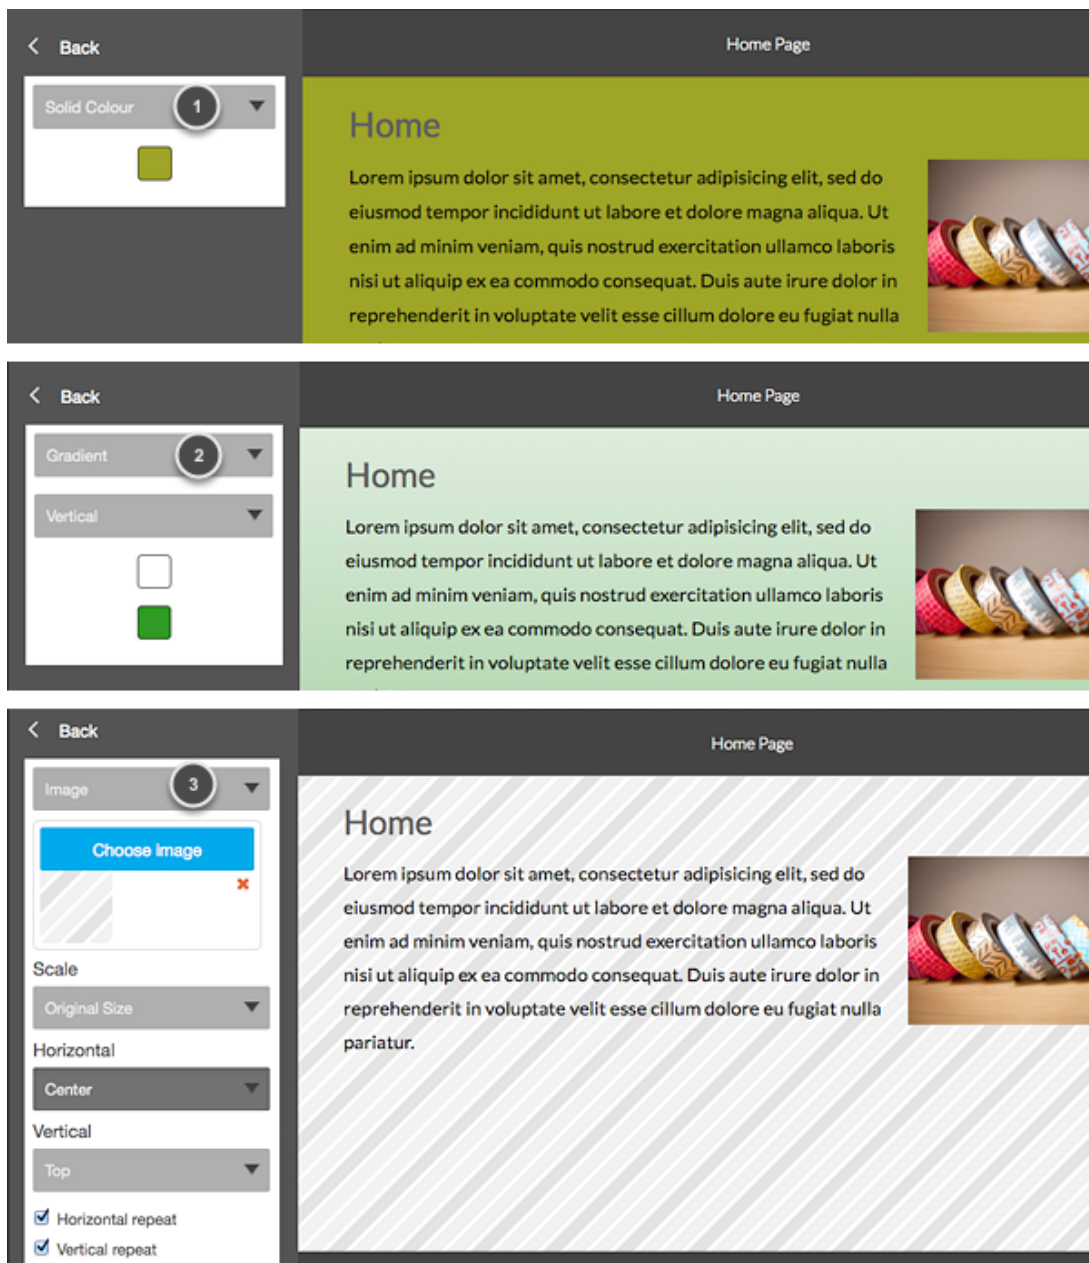 Back
Home Page
Solid Colour
1
Home
Lorem ipsum dolor sit amet, consectetur adipisicing elit, sed do
eiusmod tempor incididunt ut labore et dolore magna aliqua. Ut
enim ad minim veniam, quis nostrud exercitation ullamco laboris
nisi ut aliquip ex ea commodo consequat. Duis aute irure dolor in
reprehenderit in voluptate velit esse cillum dolore eu fugiat nulla
Back
Home Page
Gradient
2
Vertical
Home
Lorem ipsum dolor sit amet, consectetur adipisicing elit, sed do
eiusmod tempor incididunt ut labore et dolore magna aliqua. Ut
enim ad minim veniam, quis nostrud exercitation ullamco laboris
nisi ut aliquip ex ea commodo consequat. Duis aute irure dolor in
reprehenderit in voluptate velit esse cillum dolore eu fugiat nulla
Back
Home Page
Image
3
Choose Image
Scale
Original Size
Horizontal
Center
Vertical
Top
Horizontal repeat
Vertical repeat
Home
Lorem ipsum dolor sit amet, consectetur adipisicing elit, sed do
eiusmod tempor incididunt ut labore et dolore magna aliqua. Ut
enim ad minim veniam, quis nostrud exercitation ullamco laboris
nisi ut aliquip ex ea commodo consequat. Duis aute irure dolor in
reprehenderit in voluptate velit esse cillum dolore eu fugiat nulla
pariatur.